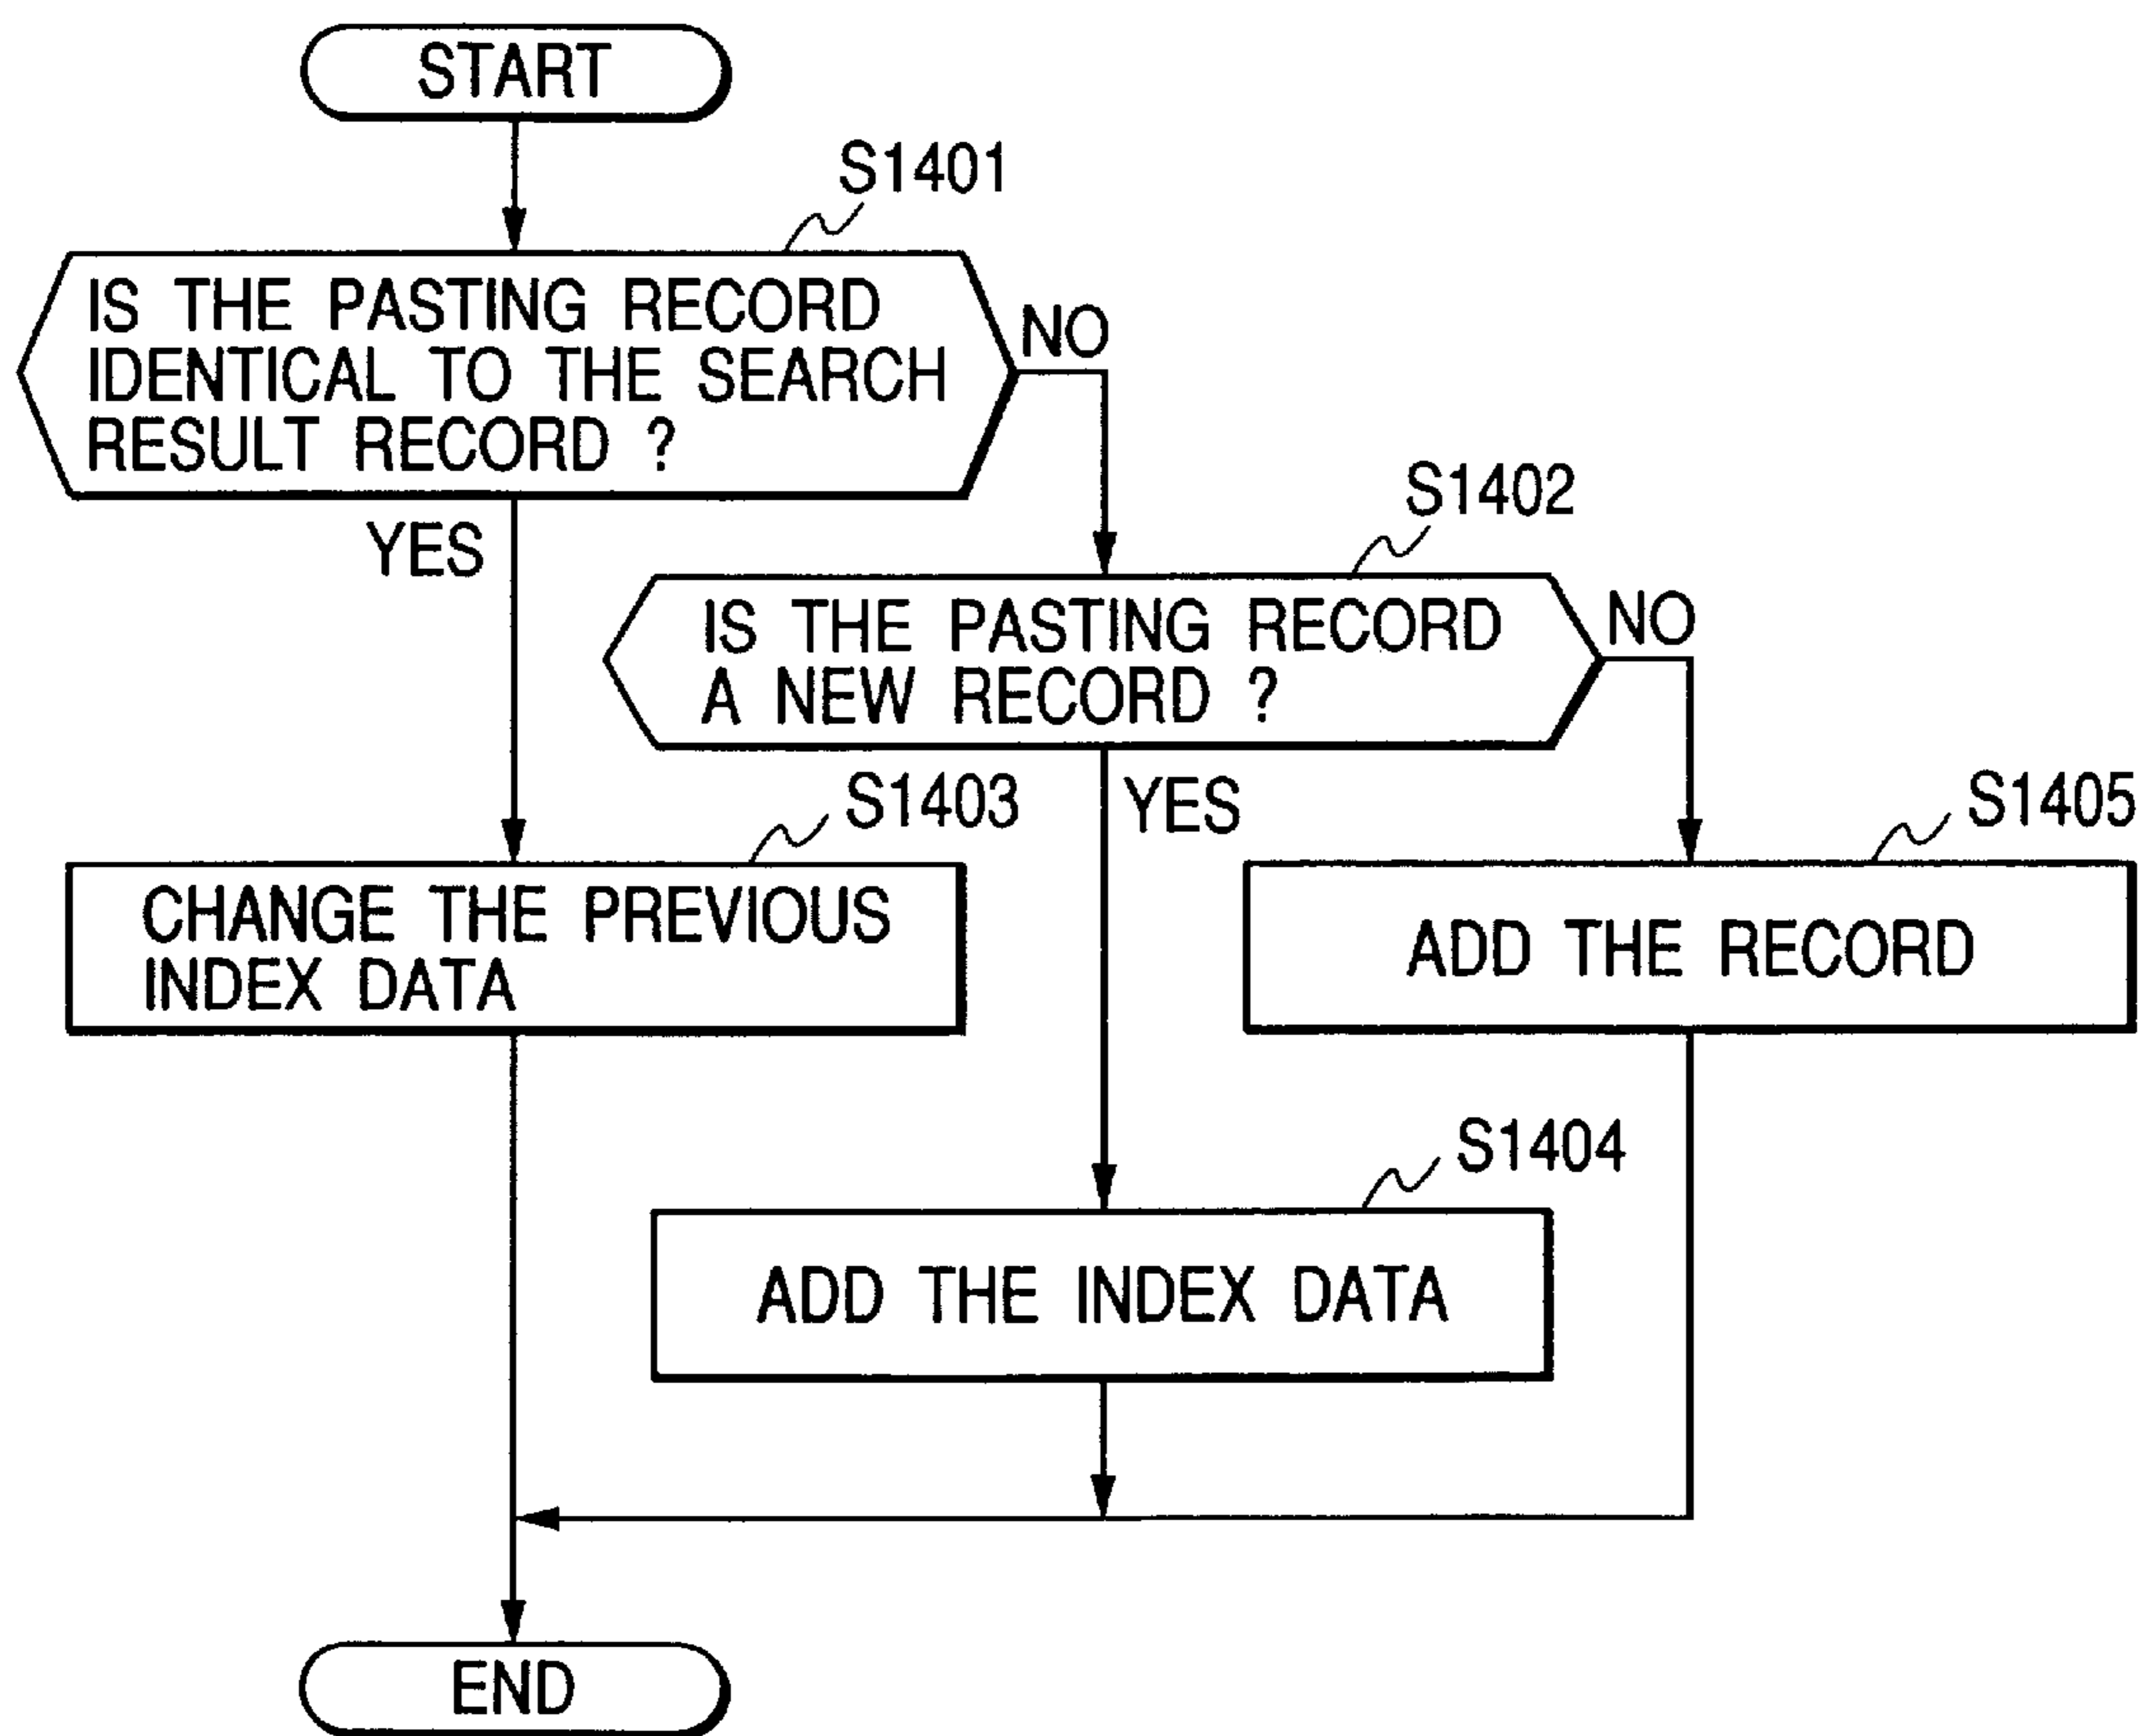 START
S1401
IS THE PASTING RECORD
IDENTICAL TO THE SEARCH
RESULT RECORD ?
NO
YES
S1402
IS THE PASTING RECORD
A NEW RECORD ?
NO
YES
S1403
CHANGE THE PREVIOUS
INDEX DATA
S1405
ADD THE RECORD
S1404
ADD THE INDEX DATA
END